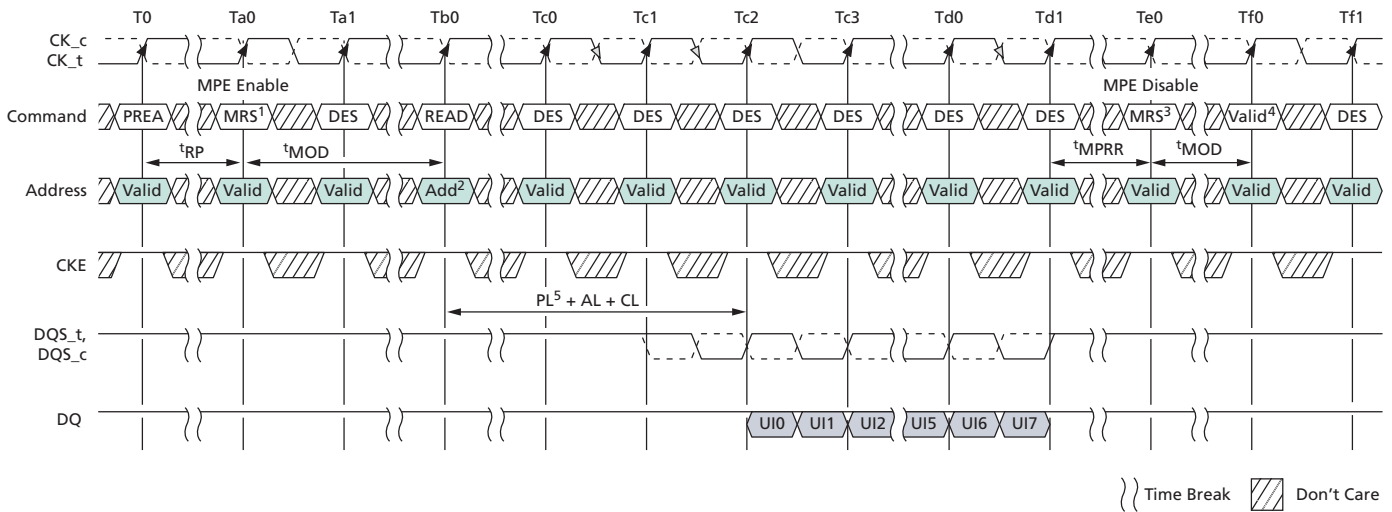 T0 Ta0 Ta1 Tb0 Tc0 Tc1 Tc2 Tc3 Td0 Td1 Te0 Tf0 Tf1
CK_c
CK_t
MPE Enable MPE Disable
Command PREA MRS1 DES READ DES DES DES DES DES DES MRS3 Valid4 DES
tRP tMOD tMPRR tMOD
Address Valid Valid Valid Add2 Valid Valid Valid Valid Valid Valid Valid Valid Valid
CKE
PL5 + AL + CL
DQS_t,
DQS_c
DQ UI0 UI1 UI2 UI5 UI6 UI7
Time Break Don't Care